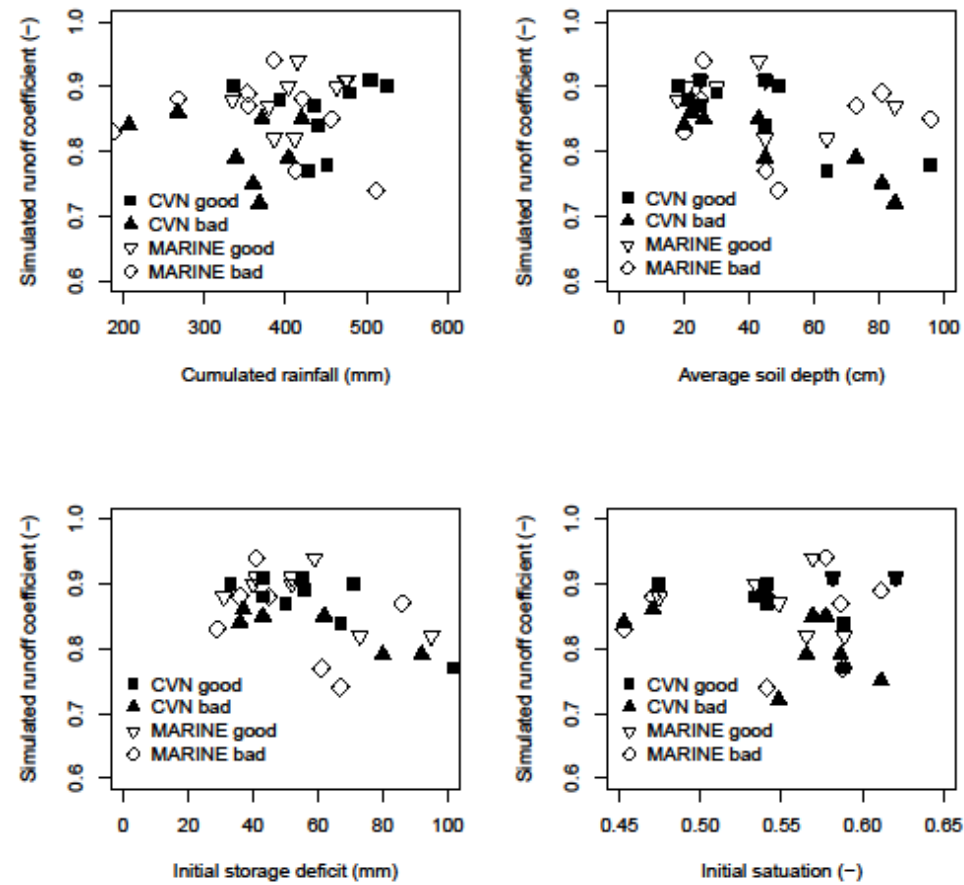 Simulated runoff coefficient (−)
1.0
0.9
0.8
0.7
0.6
CVN good
CVN bad
MARINE good
MARINE bad
200 300 400 500 600
Cumulated rainfall (mm)
Simulated runoff coefficient (−)
1.0
0.9
0.8
0.7
0.6
CVN good
CVN bad
MARINE good
MARINE bad
0 20 40 60 80 100
Average soil depth (cm)
Simulated runoff coefficient (−)
1.0
0.9
0.8
0.7
0.6
CVN good
CVN bad
MARINE good
MARINE bad
0 20 40 60 80 100
Initial storage deficit (mm)
Simulated runoff coefficient (−)
1.0
0.9
0.8
0.7
0.6
CVN good
CVN bad
MARINE good
MARINE bad
0.45 0.50 0.55 0.60 0.65
Initial satuation (−)